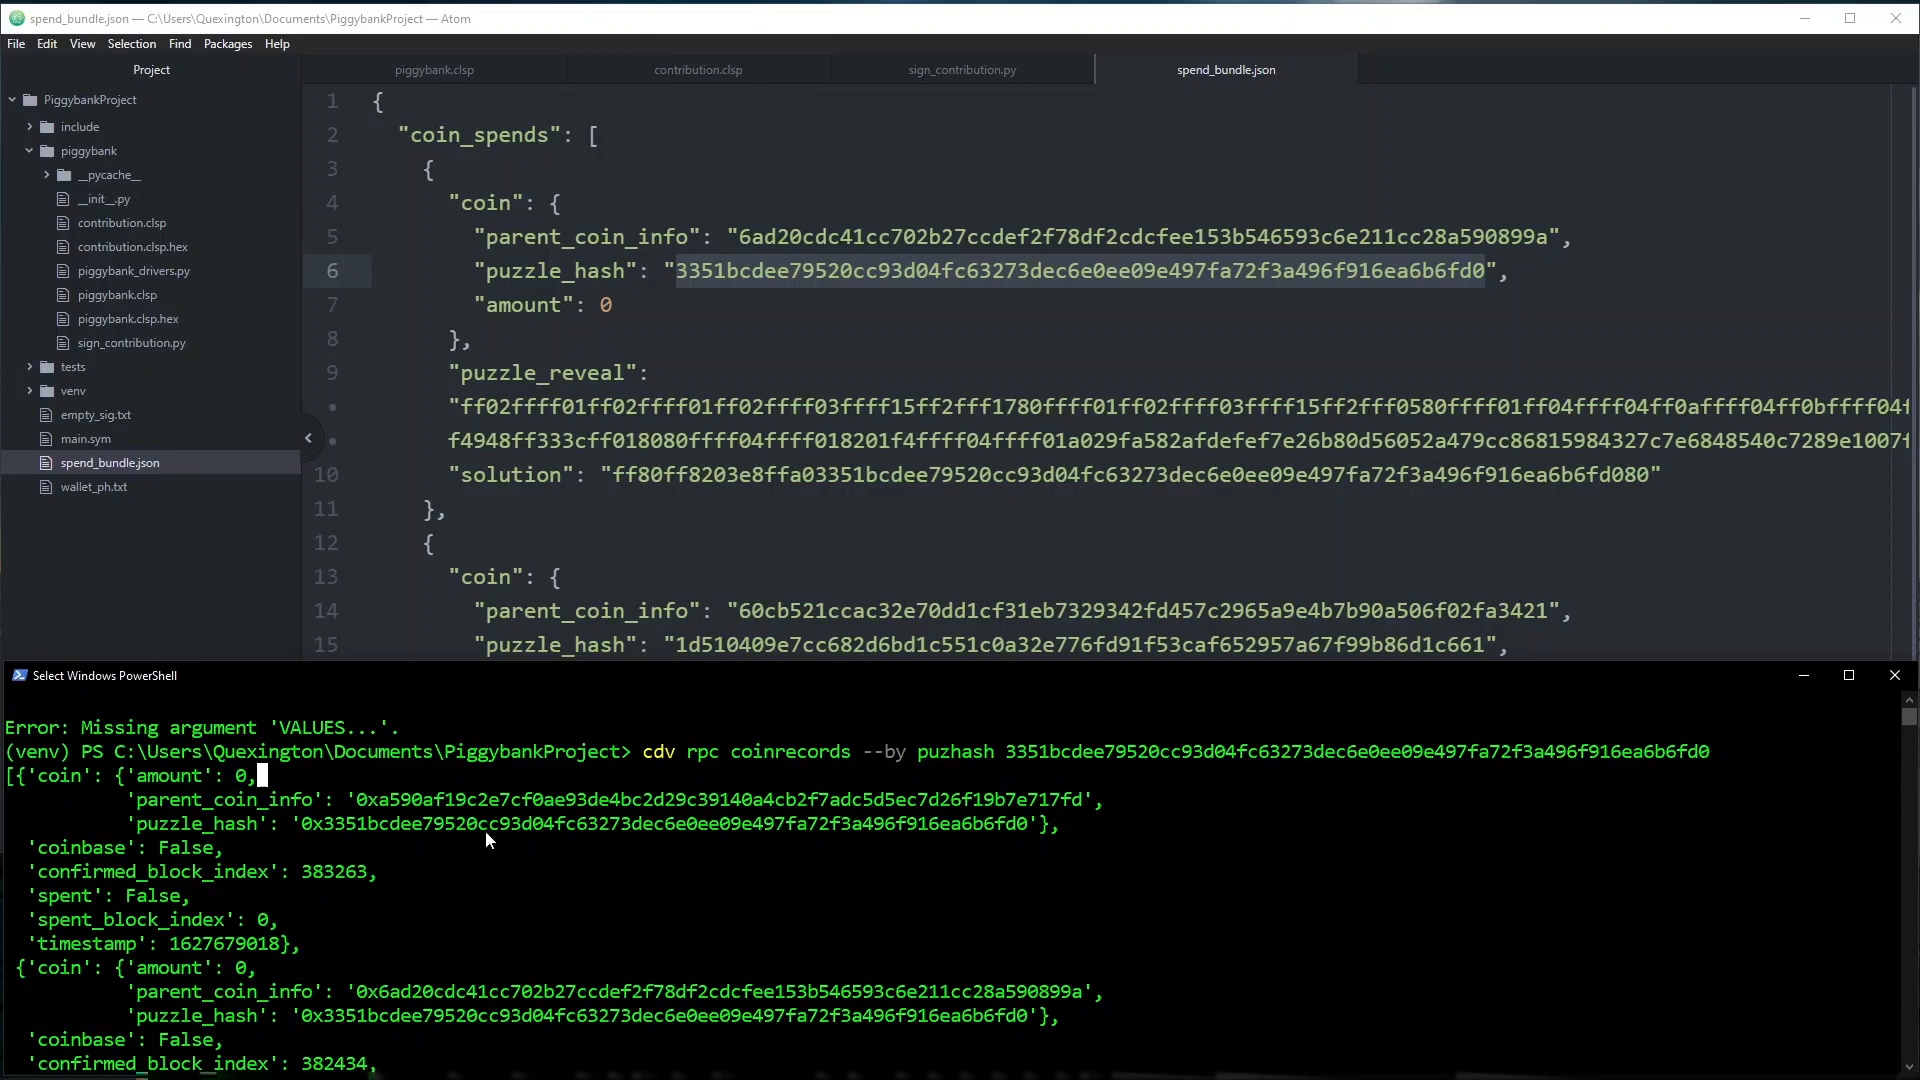 spend_bundle.json — C:\Users\Quexington\Documents\PiggybankProject — Atom
File Edit View Selection Find Packages Help
Project
piggybank.clsp
contribution.clsp
sign_contribution.py
spend_bundle.json
PiggybankProject
include
piggybank
__pycache__
__init__.py
contribution.clsp
contribution.clsp.hex
piggybank_drivers.py
piggybank.clsp
piggybank.clsp.hex
sign_contribution.py
tests
venv
empty_sig.txt
main.sym
spend_bundle.json
wallet_ph.txt
1 {
2 "coin_spends": [
3 {
4 "coin": {
5 "parent_coin_info": "6ad20cdc41cc702b27ccdef2f78df2cdcfee153b546593c6e211cc28a590899a",
6 "puzzle_hash": "3351bcdee79520cc93d04fc63273dec6e0ee09e497fa72f3a496f916ea6b6fd0",
7 "amount": 0
8 },
9 "puzzle_reveal":
"ff02ffff01ff02ffff01ff02ffff03ffff15ff2fff1780ffff01ff02ffff03ffff15ff2fff0580ffff01ff04ffff04ff0affff04ff0bffff04f
f4948ff333cff018080ffff04ffff018201f4ffff04ffff01a029fa582afdefef7e26b80d56052a479cc86815984327c7e6848540c7289e1007f
10 "solution": "ff80ff8203e8ffa03351bcdee79520cc93d04fc63273dec6e0ee09e497fa72f3a496f916ea6b6fd080"
11 },
12 {
13 "coin": {
14 "parent_coin_info": "60cb521ccac32e70dd1cf31eb7329342fd457c2965a9e4b7b90a506f02fa3421",
15 "puzzle_hash": "1d510409e7cc682d6bd1c551c0a32e776fd91f53caf652957a67f99b86d1c661",
Select Windows PowerShell
Error: Missing argument 'VALUES...'.
(venv) PS C:\Users\Quexington\Documents\PiggybankProject> cdv rpc coinrecords --by puzhash 3351bcdee79520cc93d04fc63273dec6e0ee09e497fa72f3a496f916ea6b6fd0
[{'coin': {'amount': 0,
'parent_coin_info': '0xa590af19c2e7cf0ae93de4bc2d29c39140a4cb2f7adc5d5ec7d26f19b7e717fd',
'puzzle_hash': '0x3351bcdee79520cc93d04fc63273dec6e0ee09e497fa72f3a496f916ea6b6fd0'},
'coinbase': False,
'confirmed_block_index': 383263,
'spent': False,
'spent_block_index': 0,
'timestamp': 1627679018},
{'coin': {'amount': 0,
'parent_coin_info': '0x6ad20cdc41cc702b27ccdef2f78df2cdcfee153b546593c6e211cc28a590899a',
'puzzle_hash': '0x3351bcdee79520cc93d04fc63273dec6e0ee09e497fa72f3a496f916ea6b6fd0'},
'coinbase': False,
'confirmed_block_index': 382434,